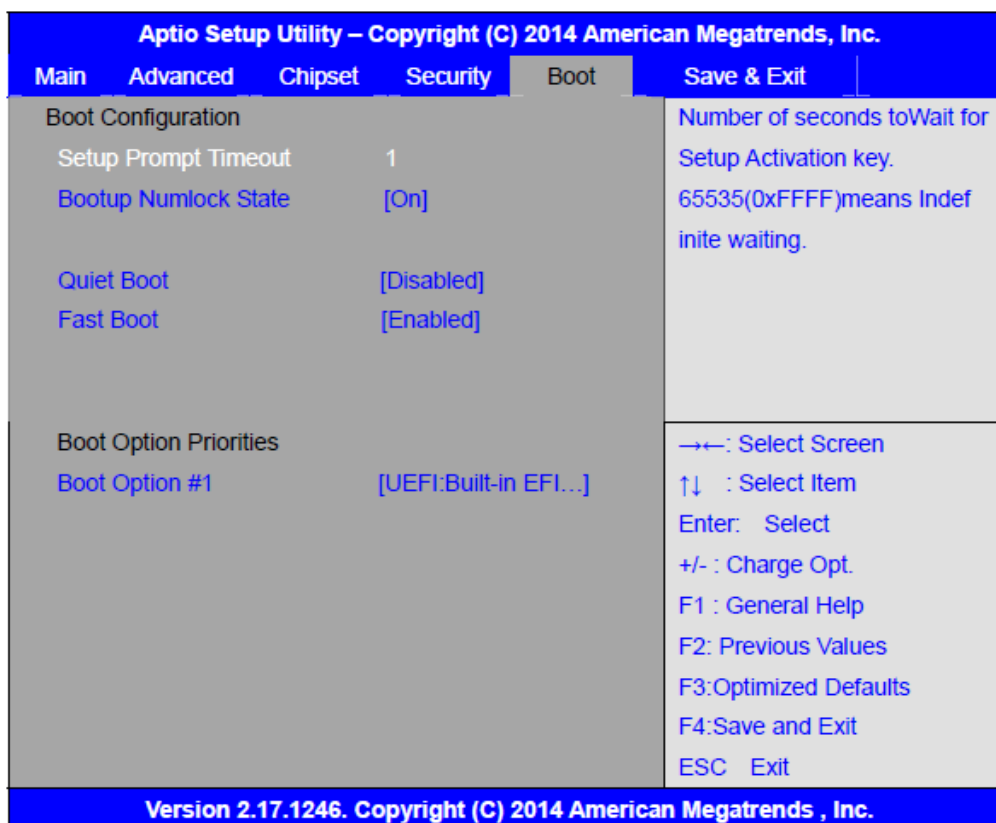 Aptio Setup Utility – Copyright (C) 2014 American Megatrends, Inc.
Main Advanced Chipset Security Boot Save & Exit
Boot Configuration
Setup Prompt Timeout 1
Bootup Numlock State [On]
Quiet Boot [Disabled]
Fast Boot [Enabled]
Boot Option Priorities
Boot Option #1 [UEFI:Built-in EFI…]
Number of seconds toWait for
Setup Activation key.
65535(0xFFFF)means Indef
inite waiting.
→←: Select Screen
↑↓ : Select Item
Enter: Select
+/- : Charge Opt.
F1 : General Help
F2: Previous Values
F3:Optimized Defaults
F4:Save and Exit
ESC Exit
Version 2.17.1246. Copyright (C) 2014 American Megatrends , Inc.